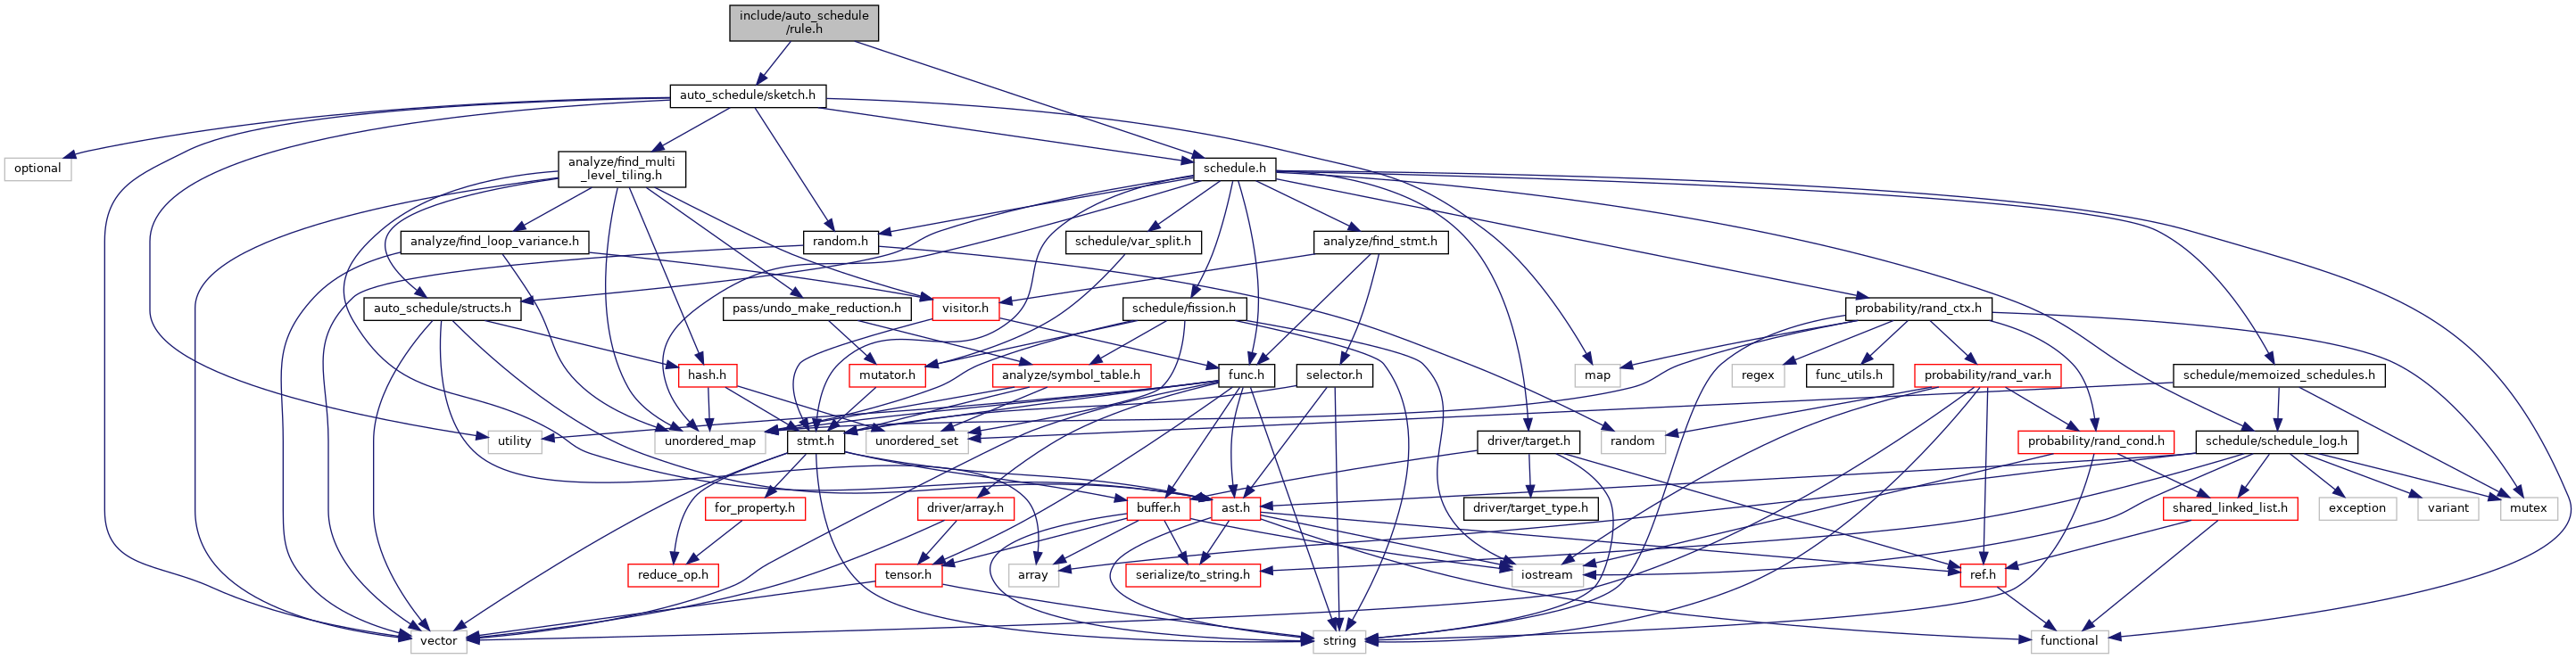 include/auto_schedule
/rule.h
auto_schedule/sketch.h
optional
analyze/find_multi
_level_tiling.h
schedule.h
analyze/find_loop_variance.h
random.h
schedule/var_split.h
analyze/find_stmt.h
auto_schedule/structs.h
pass/undo_make_reduction.h
visitor.h
schedule/fission.h
probability/rand_ctx.h
hash.h
mutator.h
analyze/symbol_table.h
func.h
selector.h
map
regex
func_utils.h
probability/rand_var.h
schedule/memoized_schedules.h
utility
unordered_map
stmt.h
unordered_set
driver/target.h
random
probability/rand_cond.h
schedule/schedule_log.h
for_property.h
driver/array.h
buffer.h
ast.h
driver/target_type.h
shared_linked_list.h
exception
variant
mutex
reduce_op.h
tensor.h
array
serialize/to_string.h
iostream
ref.h
vector
string
functional